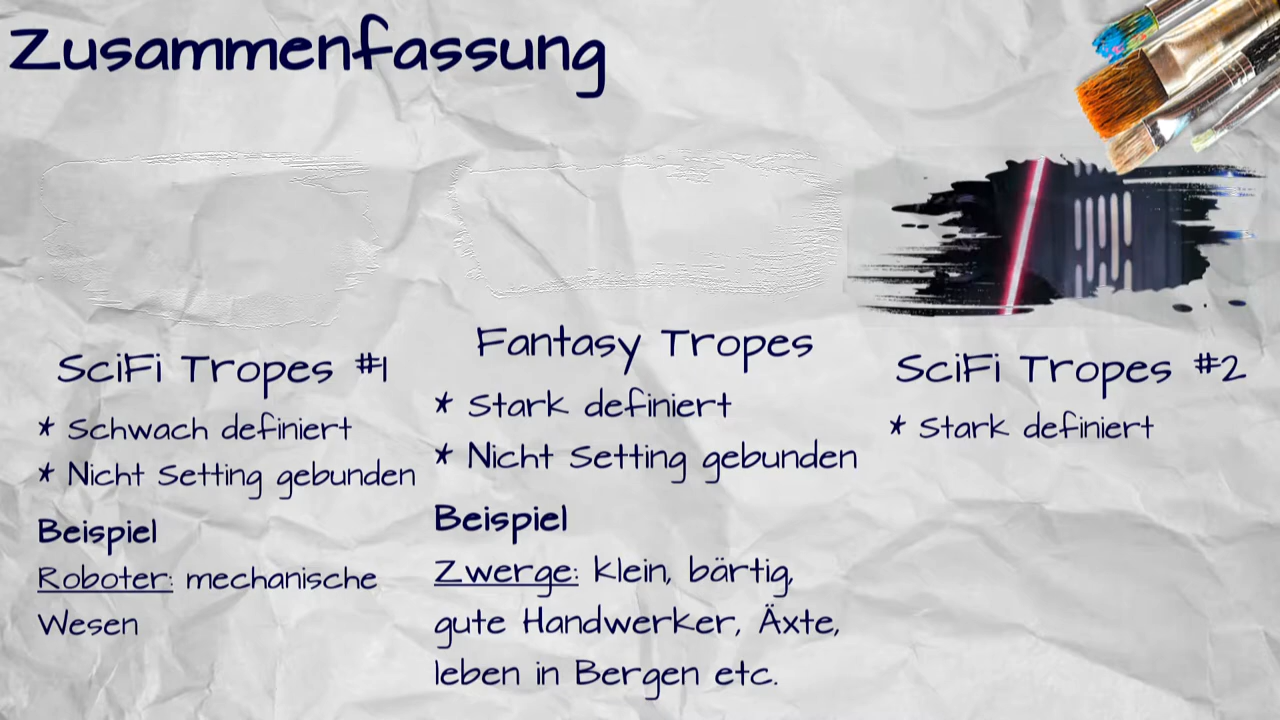 Zusammenfassung
SciFi Tropes #1
* Schwach definiert
* Nicht Setting gebunden
Beispiel
Roboter: mechanische
Wesen
Fantasy Tropes
* Stark definiert
* Nicht Setting gebunden
Beispiel
Zwerge: klein, bärtig,
gute Handwerker, Äxte,
leben in Bergen etc.
SciFi Tropes #2
* Stark definiert